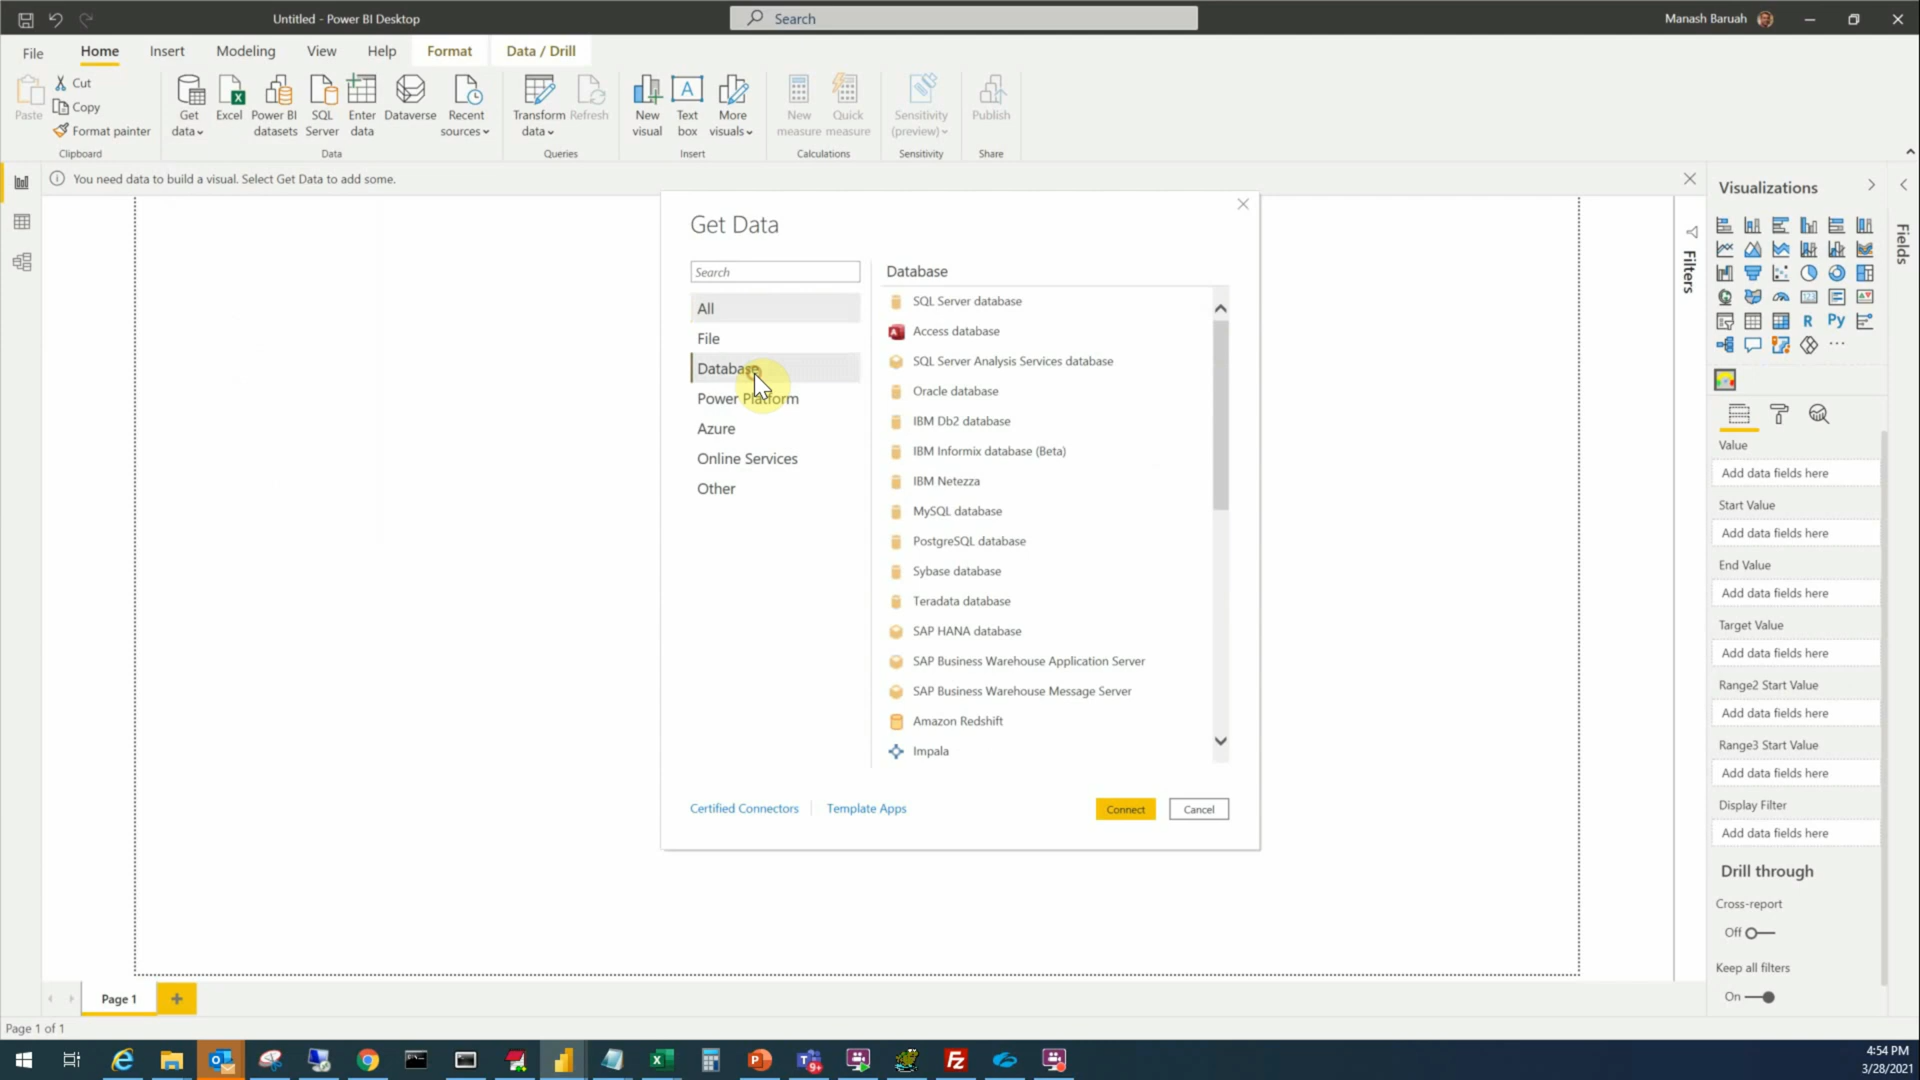 Untitled - Power BI Desktop
Search
Manash Baruah
File
Home
Insert
Modeling
View
Help
Format
Data / Drill
Paste
Cut
Copy
Format painter
Clipboard
Get data
Excel
Power BI datasets
SQL Server
Enter data
Dataverse
Recent sources
Data
Transform data
Refresh
Queries
New visual
Text box
More visuals
Insert
New measure
Quick measure
Calculations
Sensitivity (preview)
Sensitivity
Publish
Share
You need data to build a visual. Select Get Data to add some.
Get Data
Search
All
File
Database
Power Platform
Azure
Online Services
Other
Database
SQL Server database
Access database
SQL Server Analysis Services database
Oracle database
IBM Db2 database
IBM Informix database (Beta)
IBM Netezza
MySQL database
PostgreSQL database
Sybase database
Teradata database
SAP HANA database
SAP Business Warehouse Application Server
SAP Business Warehouse Message Server
Amazon Redshift
Impala
Certified Connectors
Template Apps
Connect
Cancel
Filters
Visualizations
Fields
R
Py
Value
Add data fields here
Start Value
Add data fields here
End Value
Add data fields here
Target Value
Add data fields here
Range2 Start Value
Add data fields here
Range3 Start Value
Add data fields here
Display Filter
Add data fields here
Drill through
Cross-report
Off
Keep all filters
On
Page 1
Page 1 of 1
4:54 PM
3/28/2021